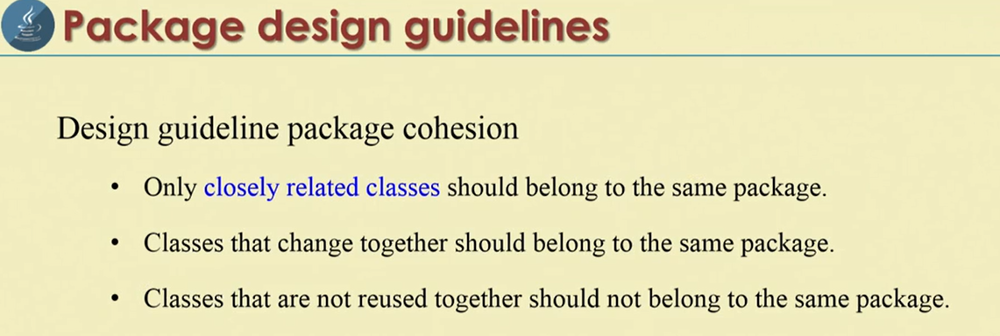 Package design guidelines
Design guideline package cohesion
• Only closely related classes should belong to the same package.
• Classes that change together should belong to the same package.
• Classes that are not reused together should not belong to the same package.